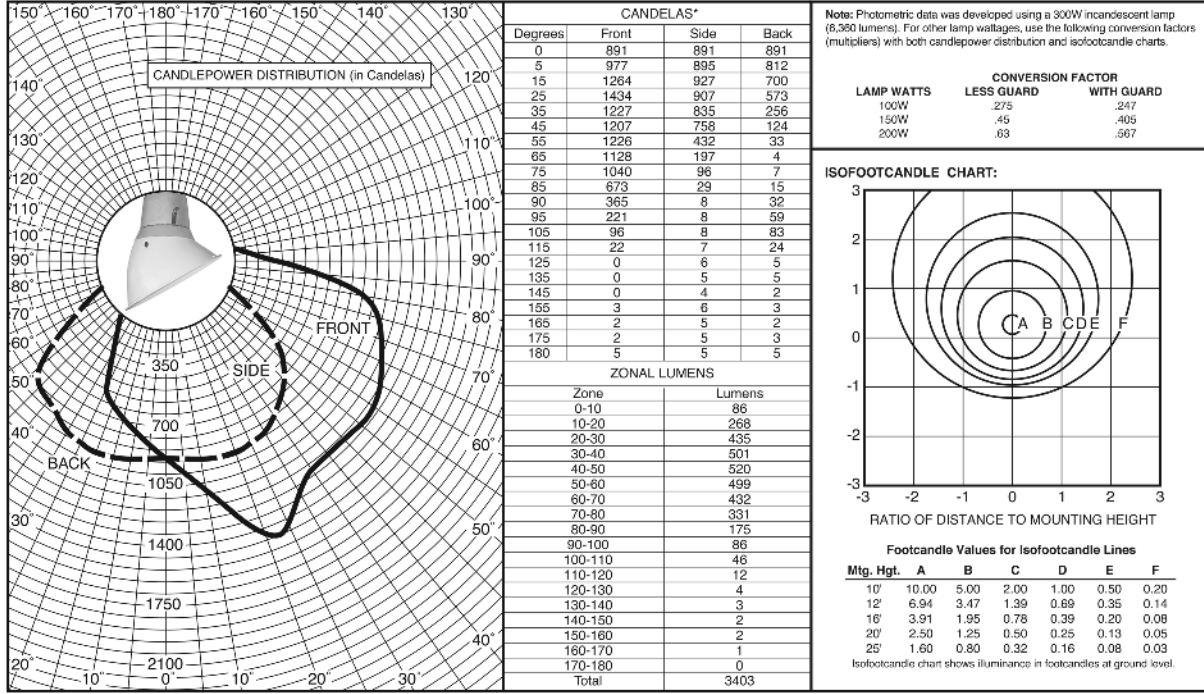 150° 160° 170° 180° 170° 160° 150° 140° 130°
CANDLEPOWER DISTRIBUTION (in Candelas)
120°
110°
100°
90°
80°
70°
60°
50°
40°
140°
130°
120°
110°
100°
90°
80°
70°
60°
50°
40°
30°
FRONT
SIDE
BACK
350
700
1050
1400
1750
2100
20° 10° 0° 10° 20° 30°
CANDELAS*
Degrees Front Side Back
0 891 891 891
5 977 895 812
15 1264 927 700
25 1434 907 573
35 1227 835 256
45 1207 758 124
55 1226 432 33
65 1128 197 4
75 1040 96 7
85 673 29 15
90 365 8 32
95 221 8 59
105 96 8 83
115 22 7 24
125 0 6 5
135 0 5 5
145 0 4 2
155 3 6 3
165 2 5 2
175 2 5 3
180 5 5 5
ZONAL LUMENS
Zone Lumens
0-10 86
10-20 268
20-30 435
30-40 501
40-50 520
50-60 499
60-70 432
70-80 331
80-90 175
90-100 86
100-110 46
110-120 12
120-130 4
130-140 3
140-150 2
150-160 2
160-170 1
170-180 0
Total 3403
Note: Photometric data was developed using a 300W incandescent lamp
(6,360 lumens). For other lamp wattages, use the following conversion factors
(multipliers) with both candlepower distribution and isofootcandle charts.
CONVERSION FACTOR
LAMP WATTS LESS GUARD WITH GUARD
100W .275 .247
150W .45 .405
200W .63 .567
ISOFOOTCANDLE CHART:
3
2
1
0
-1
-2
-3
A B C D E F
-3 -2 -1 0 1 2 3
RATIO OF DISTANCE TO MOUNTING HEIGHT
Footcandle Values for Isofootcandle Lines
Mtg. Hgt. A B C D E F
10' 10.00 5.00 2.00 1.00 0.50 0.20
12' 6.94 3.47 1.39 0.69 0.35 0.14
16' 3.91 1.95 0.78 0.39 0.20 0.08
20' 2.50 1.25 0.50 0.25 0.13 0.05
25' 1.60 0.80 0.32 0.16 0.08 0.03
Isofootcandle chart shows illuminance in footcandles at ground level.